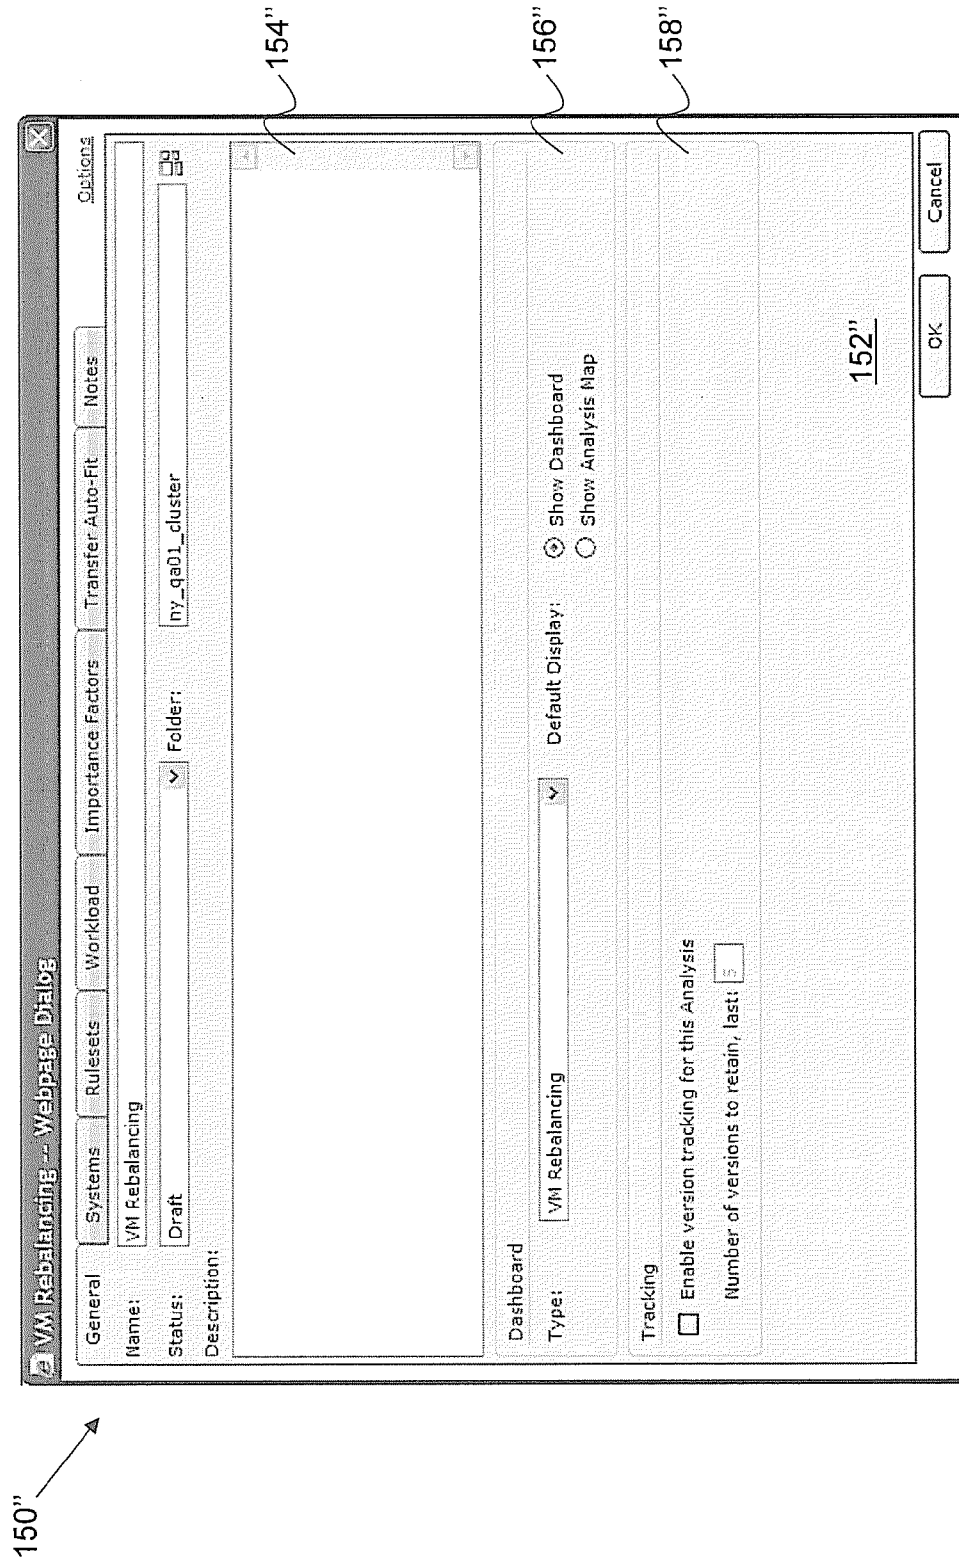 150"
VM Rebalancing -- Webpage Dialog
Options
General Systems Rulesets Workload Importance Factors Transfer Auto-Fit Notes
Name: VM Rebalancing
Status: Draft Folder: ny_qa01_cluster
Description:
154"
Dashboard
Type: VM Rebalancing Default Display: Show Dashboard
Show Analysis Map
156"
Tracking
Enable version tracking for this Analysis
Number of versions to retain, last: 5
158"
152"
OK Cancel